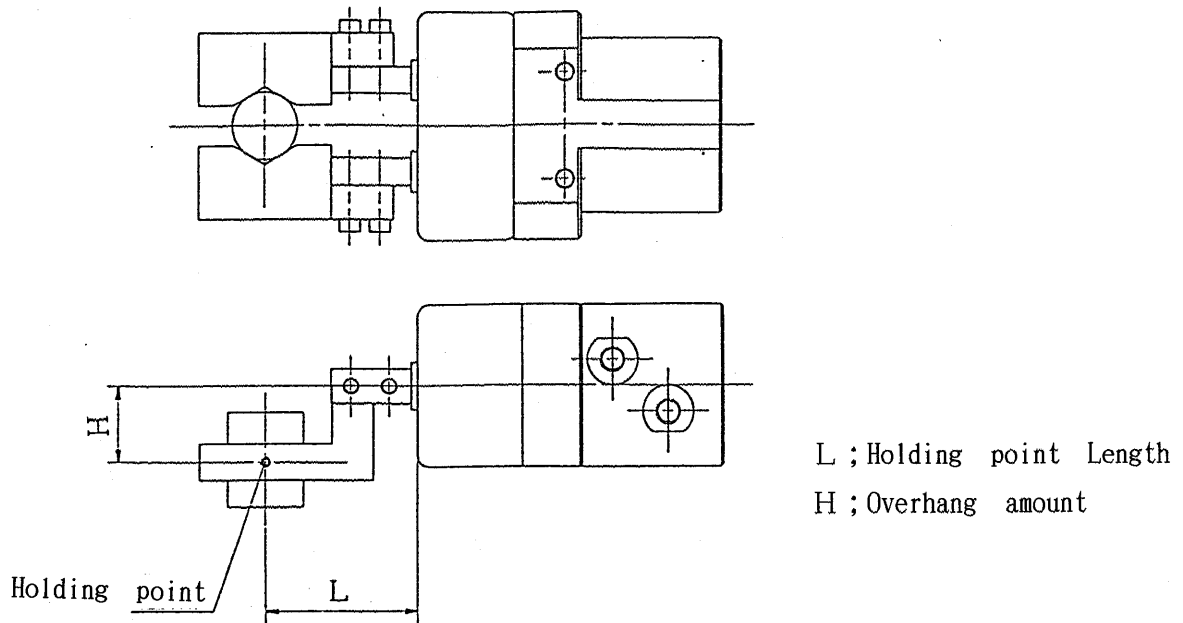 H
L ; Holding point Length
H ; Overhang amount
Holding point
L